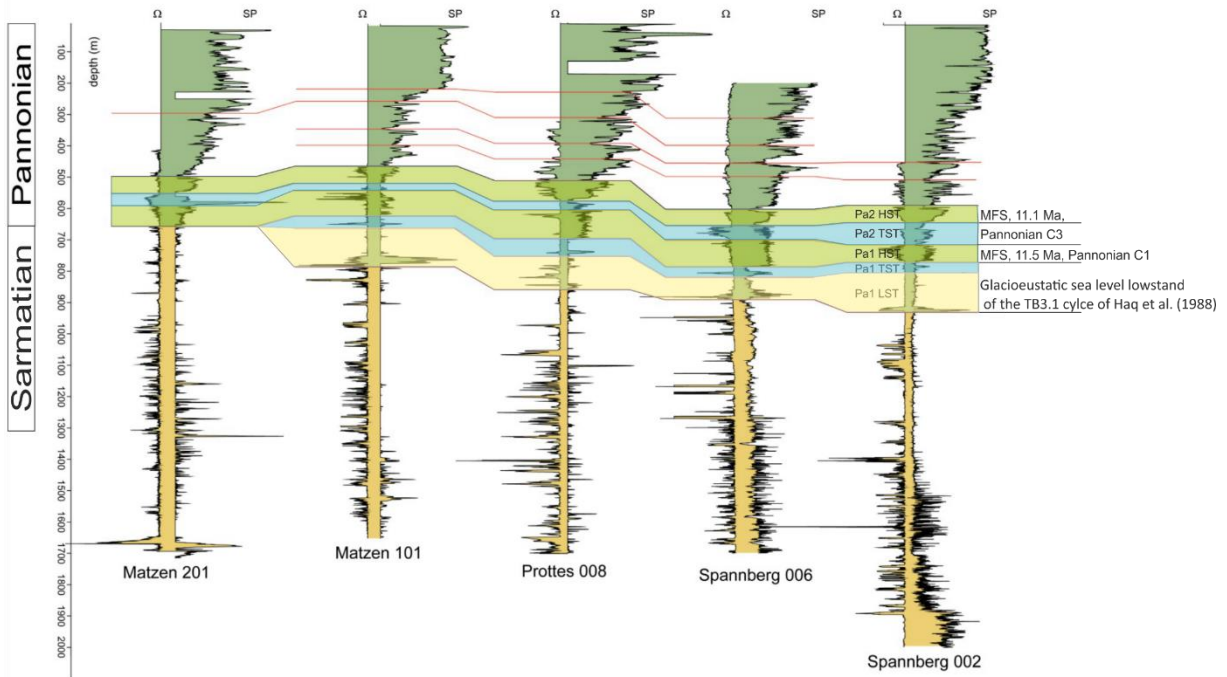 Ω SP Ω SP Ω SP Ω SP Ω SP
Pannonian
Sarmatian
depth (m)
100
200
300
400
500
600
700
800
900
1000
1100
1200
1300
1400
1500
1600
1700
1800
1900
2000
Pa2 HST
Pa2 TST
Pa1 HST
Pa1 TST
Pa1 LST
MFS, 11.1 Ma,
Pannonian C3
MFS, 11.5 Ma, Pannonian C1
Glacioeustatic sea level lowstand
of the TB3.1 cylce of Haq et al. (1988)
Matzen 201
Matzen 101
Prottes 008
Spannberg 006
Spannberg 002